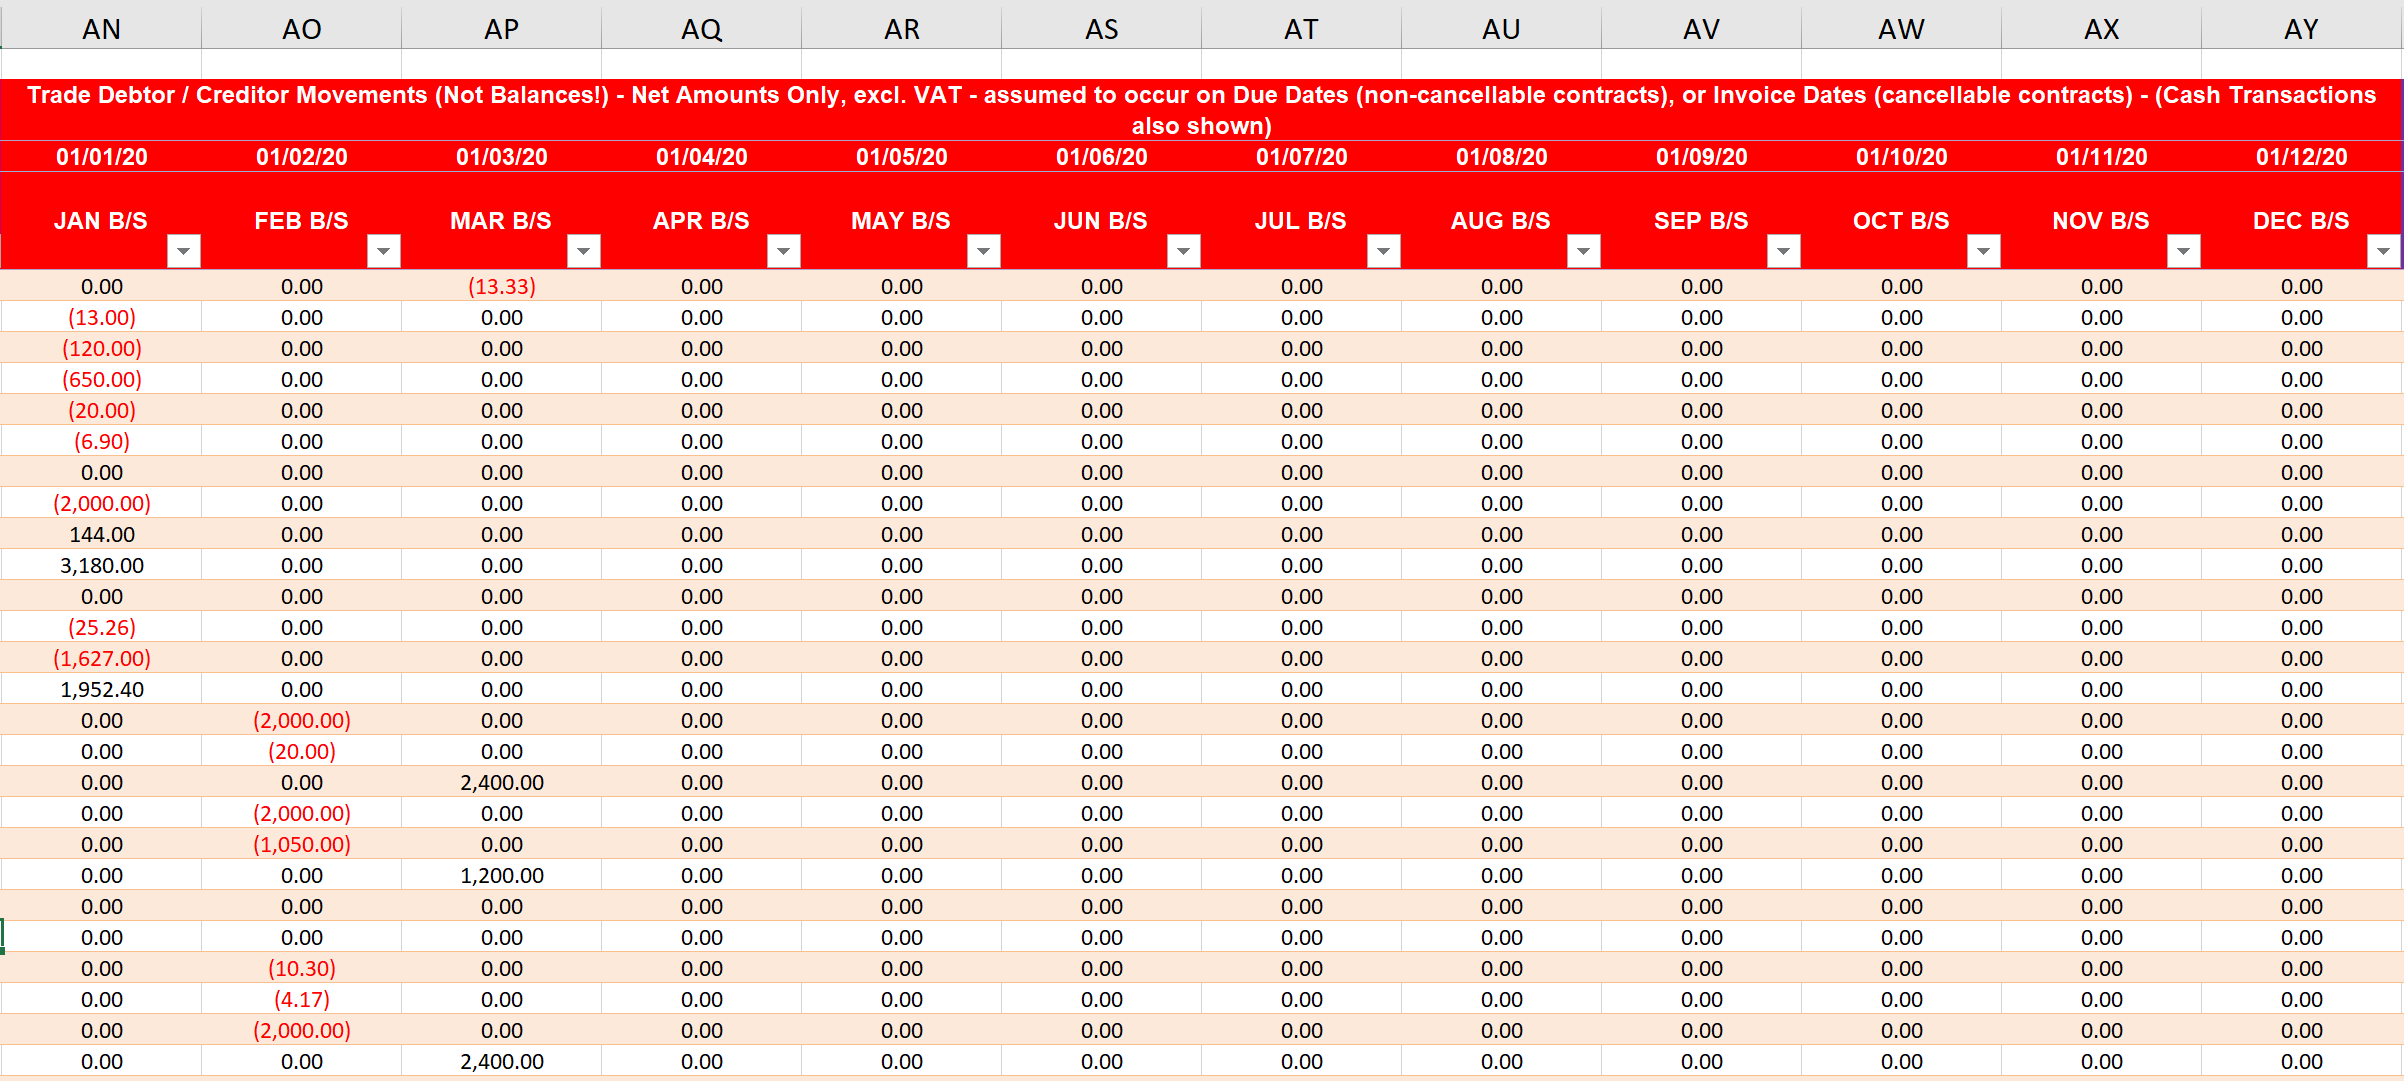 AN AO AP AQ AR AS AT AU AV AW AX AY
Trade Debtor / Creditor Movements (Not Balances!) - Net Amounts Only, excl. VAT - assumed to occur on Due Dates (non-cancellable contracts), or Invoice Dates (cancellable contracts) - (Cash Transactions
also shown)
01/01/20 01/02/20 01/03/20 01/04/20 01/05/20 01/06/20 01/07/20 01/08/20 01/09/20 01/10/20 01/11/20 01/12/20
JAN B/S FEB B/S MAR B/S APR B/S MAY B/S JUN B/S JUL B/S AUG B/S SEP B/S OCT B/S NOV B/S DEC B/S
0.00 0.00 (13.33) 0.00 0.00 0.00 0.00 0.00 0.00 0.00 0.00 0.00
(13.00) 0.00 0.00 0.00 0.00 0.00 0.00 0.00 0.00 0.00 0.00 0.00
(120.00) 0.00 0.00 0.00 0.00 0.00 0.00 0.00 0.00 0.00 0.00 0.00
(650.00) 0.00 0.00 0.00 0.00 0.00 0.00 0.00 0.00 0.00 0.00 0.00
(20.00) 0.00 0.00 0.00 0.00 0.00 0.00 0.00 0.00 0.00 0.00 0.00
(6.90) 0.00 0.00 0.00 0.00 0.00 0.00 0.00 0.00 0.00 0.00 0.00
0.00 0.00 0.00 0.00 0.00 0.00 0.00 0.00 0.00 0.00 0.00 0.00
(2,000.00) 0.00 0.00 0.00 0.00 0.00 0.00 0.00 0.00 0.00 0.00 0.00
144.00 0.00 0.00 0.00 0.00 0.00 0.00 0.00 0.00 0.00 0.00 0.00
3,180.00 0.00 0.00 0.00 0.00 0.00 0.00 0.00 0.00 0.00 0.00 0.00
0.00 0.00 0.00 0.00 0.00 0.00 0.00 0.00 0.00 0.00 0.00 0.00
(25.26) 0.00 0.00 0.00 0.00 0.00 0.00 0.00 0.00 0.00 0.00 0.00
(1,627.00) 0.00 0.00 0.00 0.00 0.00 0.00 0.00 0.00 0.00 0.00 0.00
1,952.40 0.00 0.00 0.00 0.00 0.00 0.00 0.00 0.00 0.00 0.00 0.00
0.00 (2,000.00) 0.00 0.00 0.00 0.00 0.00 0.00 0.00 0.00 0.00 0.00
0.00 (20.00) 0.00 0.00 0.00 0.00 0.00 0.00 0.00 0.00 0.00 0.00
0.00 0.00 2,400.00 0.00 0.00 0.00 0.00 0.00 0.00 0.00 0.00 0.00
0.00 (2,000.00) 0.00 0.00 0.00 0.00 0.00 0.00 0.00 0.00 0.00 0.00
0.00 (1,050.00) 0.00 0.00 0.00 0.00 0.00 0.00 0.00 0.00 0.00 0.00
0.00 0.00 1,200.00 0.00 0.00 0.00 0.00 0.00 0.00 0.00 0.00 0.00
0.00 0.00 0.00 0.00 0.00 0.00 0.00 0.00 0.00 0.00 0.00 0.00
0.00 0.00 0.00 0.00 0.00 0.00 0.00 0.00 0.00 0.00 0.00 0.00
0.00 (10.30) 0.00 0.00 0.00 0.00 0.00 0.00 0.00 0.00 0.00 0.00
0.00 (4.17) 0.00 0.00 0.00 0.00 0.00 0.00 0.00 0.00 0.00 0.00
0.00 (2,000.00) 0.00 0.00 0.00 0.00 0.00 0.00 0.00 0.00 0.00 0.00
0.00 0.00 2,400.00 0.00 0.00 0.00 0.00 0.00 0.00 0.00 0.00 0.00